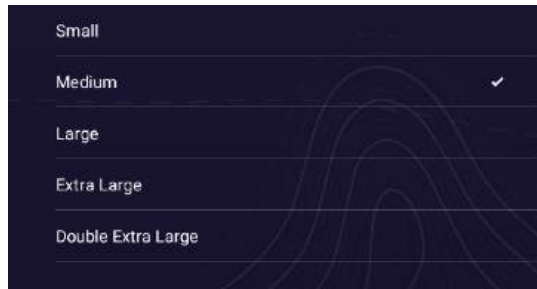 Small
Medium
Large
Extra Large
Double Extra Large